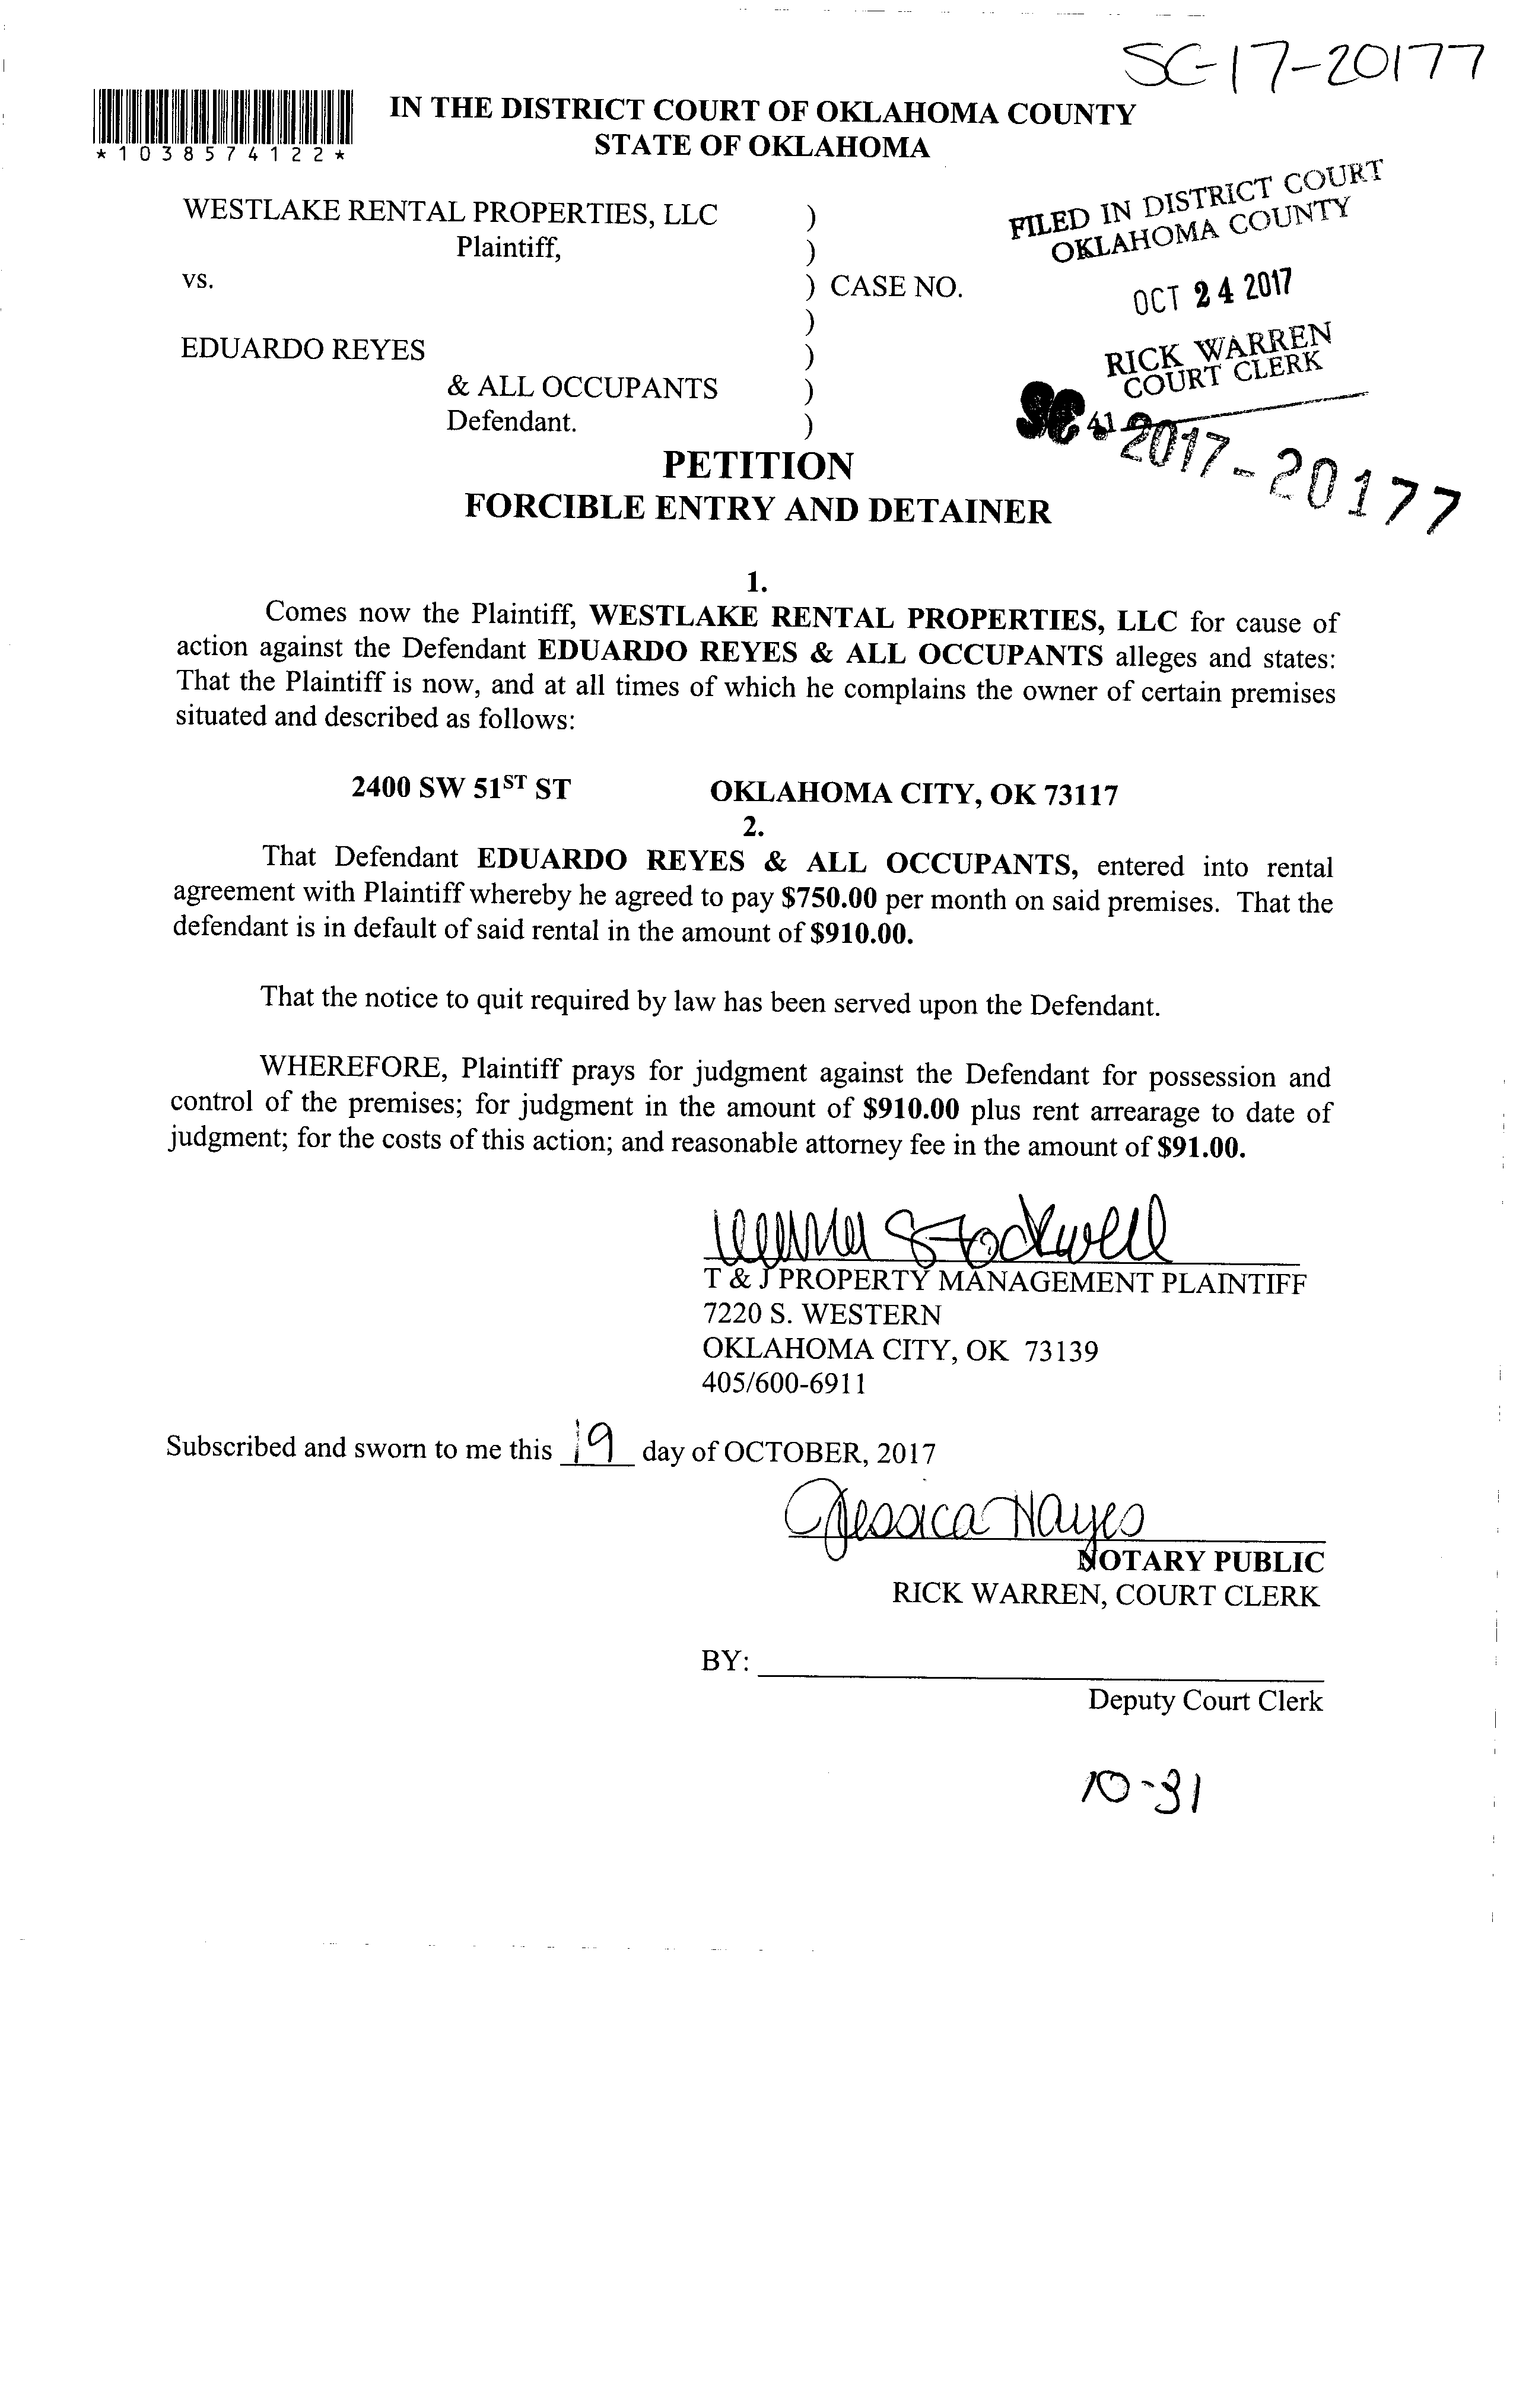 SC-17-20177
*1038574122*
IN THE DISTRICT COURT OF OKLAHOMA COUNTY
STATE OF OKLAHOMA
WESTLAKE RENTAL PROPERTIES, LLC )
Plaintiff, )
vs. ) CASE NO.
)
EDUARDO REYES )
& ALL OCCUPANTS )
Defendant. )
FILED IN DISTRICT COURT
OKLAHOMA COUNTY
OCT 24 2017
RICK WARREN
COURT CLERK
41
SC-2017-20177
PETITION
FORCIBLE ENTRY AND DETAINER
1.
Comes now the Plaintiff, WESTLAKE RENTAL PROPERTIES, LLC for cause of
action against the Defendant EDUARDO REYES & ALL OCCUPANTS alleges and states:
That the Plaintiff is now, and at all times of which he complains the owner of certain premises
situated and described as follows:
2400 SW 51ST ST OKLAHOMA CITY, OK 73117
2.
That Defendant EDUARDO REYES & ALL OCCUPANTS, entered into rental
agreement with Plaintiff whereby he agreed to pay $750.00 per month on said premises. That the
defendant is in default of said rental in the amount of $910.00.
That the notice to quit required by law has been served upon the Defendant.
WHEREFORE, Plaintiff prays for judgment against the Defendant for possession and
control of the premises; for judgment in the amount of $910.00 plus rent arrearage to date of
judgment; for the costs of this action; and reasonable attorney fee in the amount of $91.00.
Stockwell
T & J PROPERTY MANAGEMENT PLAINTIFF
7220 S. WESTERN
OKLAHOMA CITY, OK 73139
405/600-6911
Subscribed and sworn to me this 19 day of OCTOBER, 2017
Jessica Hayes
NOTARY PUBLIC
RICK WARREN, COURT CLERK
BY:
Deputy Court Clerk
10-31